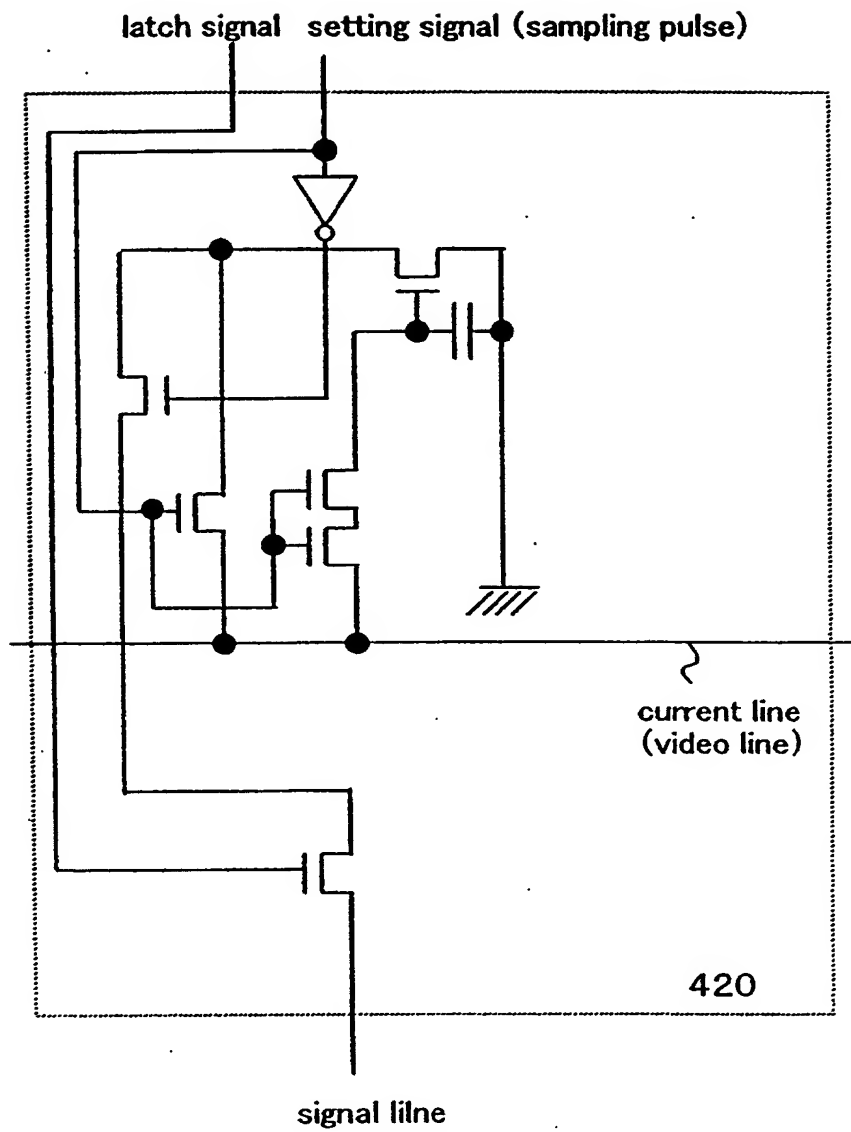 latch signal setting signal (sampling pulse)
current line
(video line)
420
signal lilne